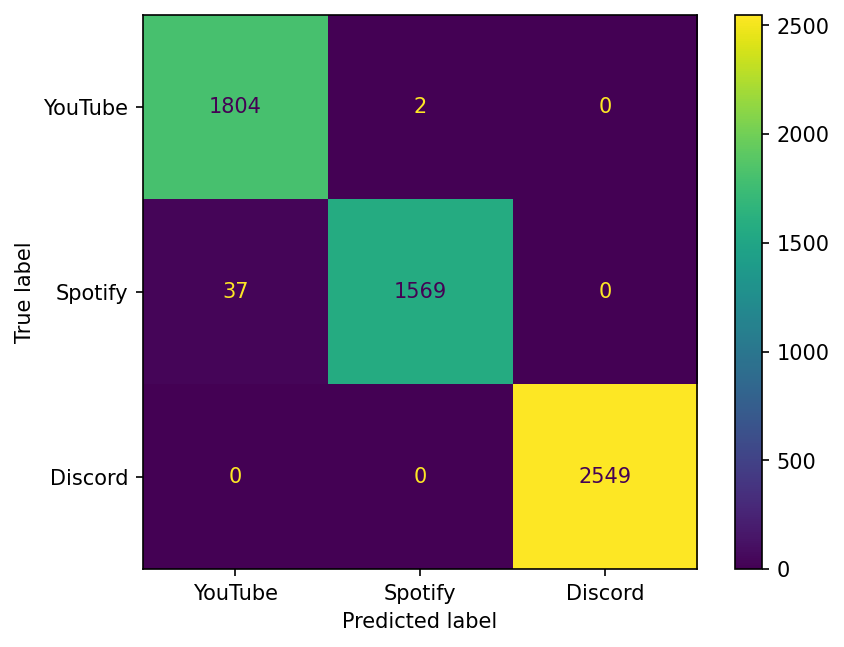 2500
YouTube 1804 2 0
2000
1500
True label
Spotify 37 1569 0
1000
500
Discord 0 0 2549
0
YouTube Spotify Discord
Predicted label